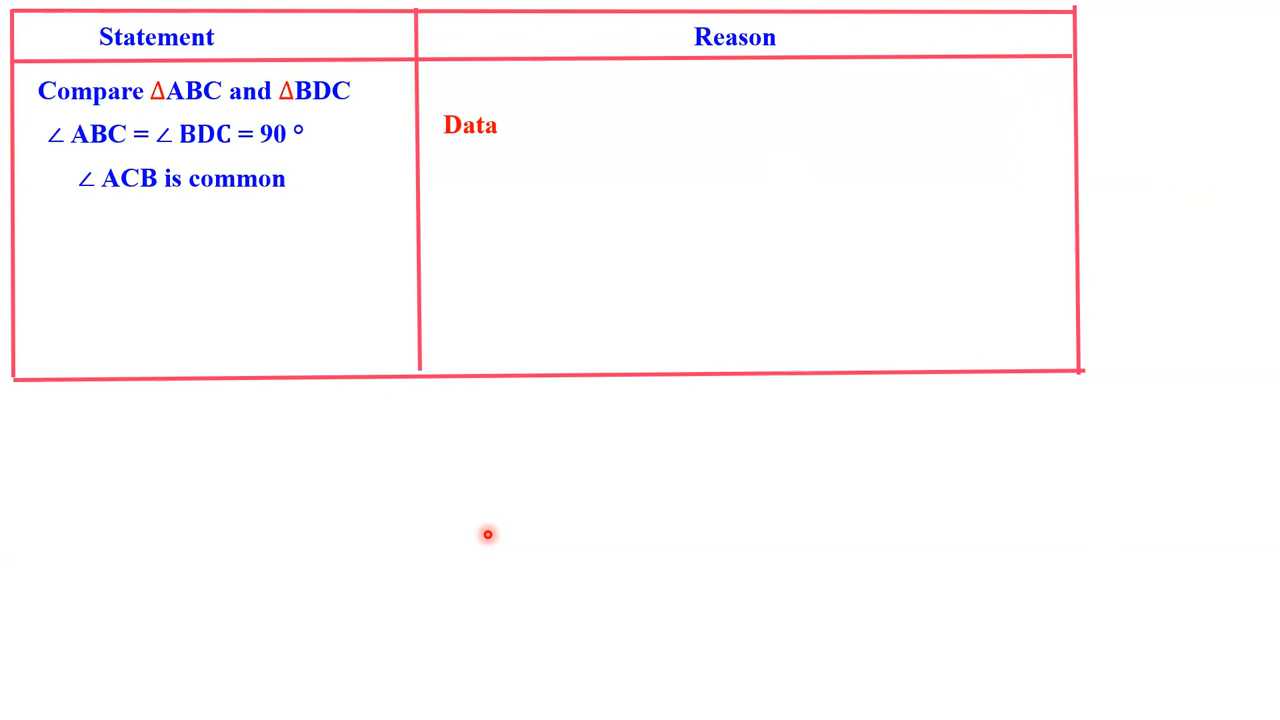 Statement
Reason
Compare ΔABC and ΔBDC
Data
∠ ABC = ∠ BDC = 90 °
∠ ACB is common